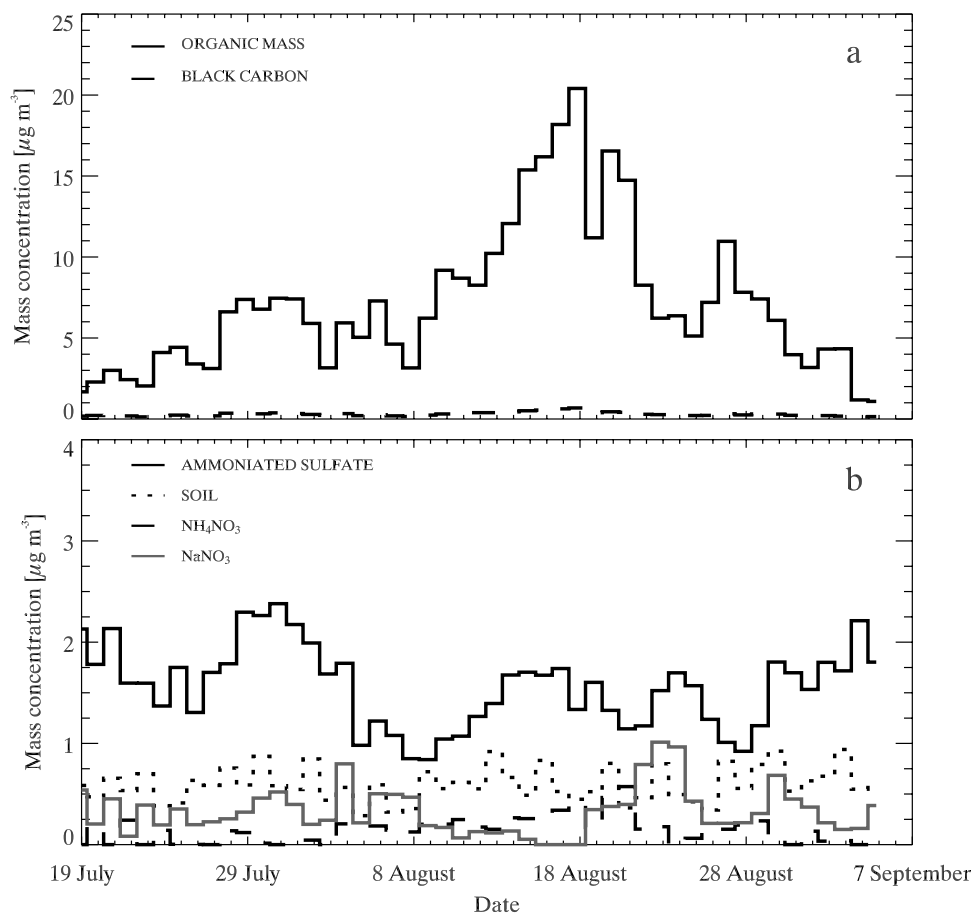 25
20
15
10
5
0
Mass concentration [µg m⁻³]
ORGANIC MASS
BLACK CARBON
a
4
3
2
1
0
Mass concentration [µg m⁻³]
AMMONIATED SULFATE
SOIL
NH₄NO₃
NaNO₃
b
19 July 29 July 8 August 18 August 28 August 7 September
Date